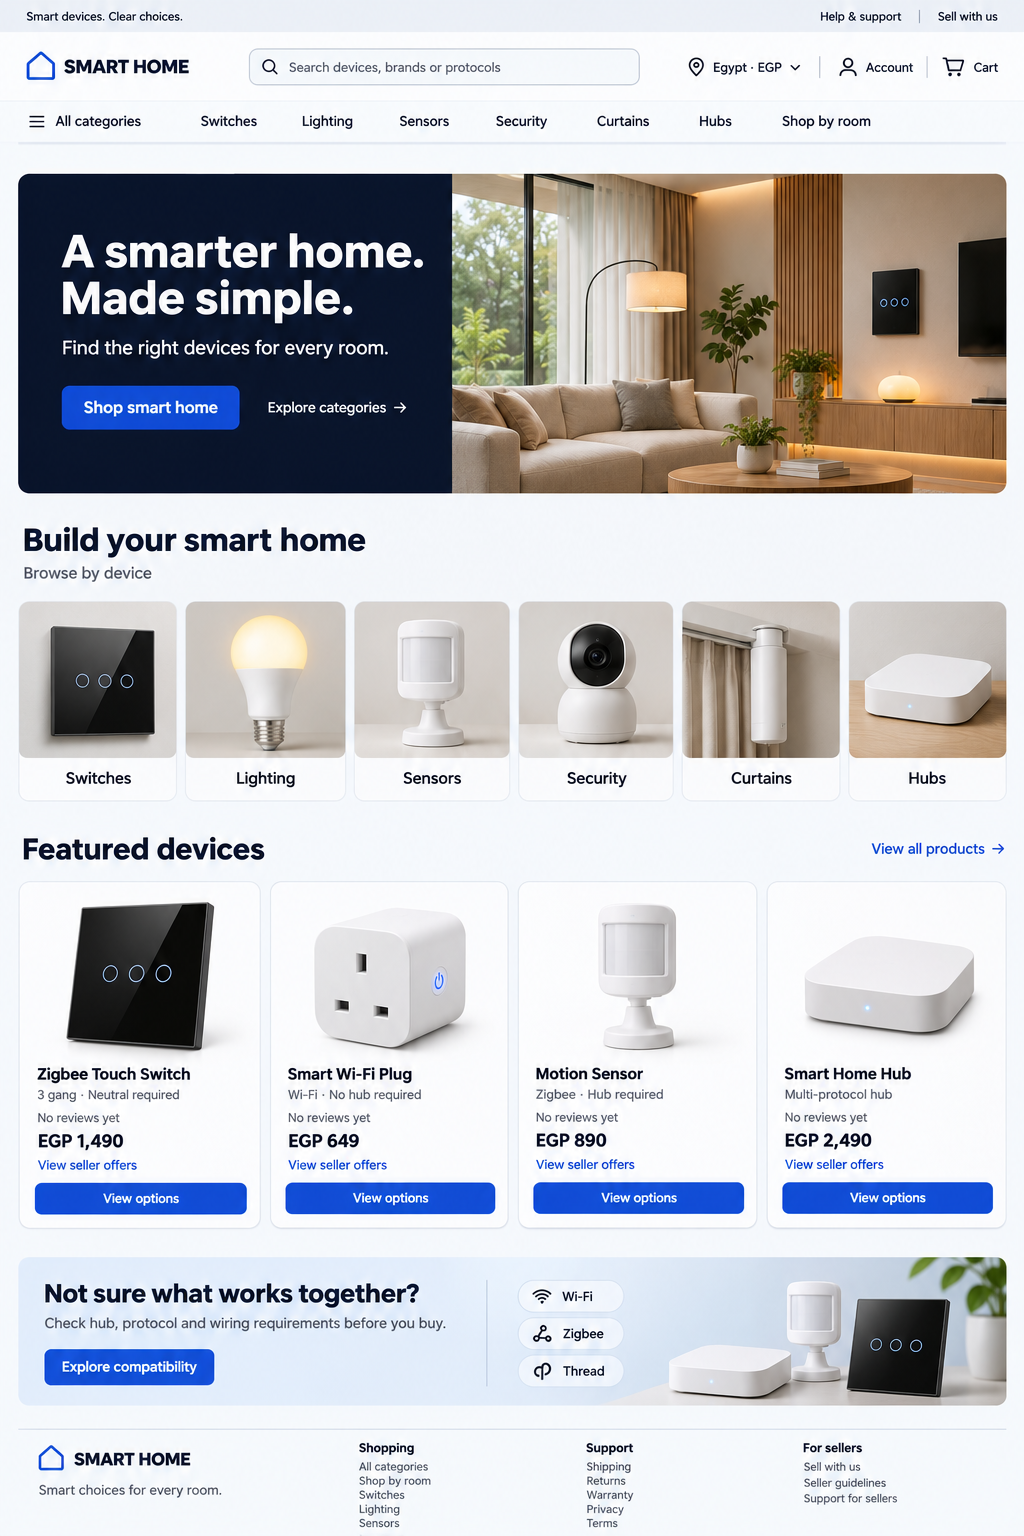 Smart devices. Clear choices.
Help & support
Sell with us
SMART HOME
Search devices, brands or protocols
Egypt · EGP
Account
Cart
All categories
Switches
Lighting
Sensors
Security
Curtains
Hubs
Shop by room
A smarter home.
Made simple.
Find the right devices for every room.
Shop smart home
Explore categories →
Build your smart home
Browse by device
Switches
Lighting
Sensors
Security
Curtains
Hubs
Featured devices
View all products →
Zigbee Touch Switch
3 gang · Neutral required
No reviews yet
EGP 1,490
View seller offers
View options
Smart Wi-Fi Plug
Wi-Fi · No hub required
No reviews yet
EGP 649
View seller offers
View options
Motion Sensor
Zigbee · Hub required
No reviews yet
EGP 890
View seller offers
View options
Smart Home Hub
Multi-protocol hub
No reviews yet
EGP 2,490
View seller offers
View options
Not sure what works together?
Check hub, protocol and wiring requirements before you buy.
Explore compatibility
Wi-Fi
Zigbee
Thread
SMART HOME
Smart choices for every room.
Shopping
All categories
Shop by room
Switches
Lighting
Sensors
Support
Shipping
Returns
Warranty
Privacy
Terms
For sellers
Sell with us
Seller guidelines
Support for sellers